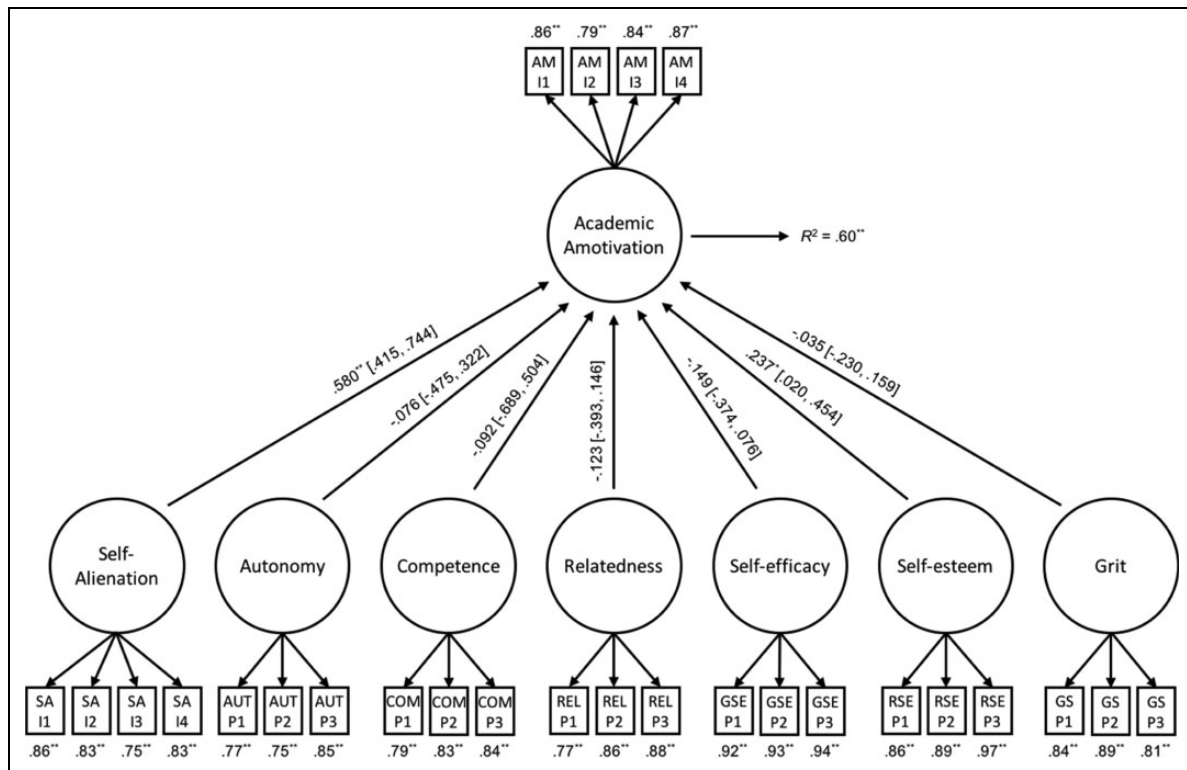 .86** .79** .84** .87**
AM AM AM AM
I1 I2 I3 I4
Academic
Amotivation
R² = .60**
.580** [.415, .744]
-.076 [-.475, .322]
-.092 [-.689, .504]
-.123 [-.393, .146]
-.149 [-.374, .076]
.237* [.020, .454]
-.035 [-.230, .159]
Self-
Alienation
Autonomy
Competence
Relatedness
Self-efficacy
Self-esteem
Grit
SA SA SA SA AUT AUT AUT COM COM COM REL REL REL GSE GSE GSE RSE RSE RSE GS GS GS
I1 I2 I3 I4 P1 P2 P3 P1 P2 P3 P1 P2 P3 P1 P2 P3 P1 P2 P3 P1 P2 P3
.86** .83** .75** .83** .77** .75** .85** .79** .83** .84** .77** .86** .88** .92** .93** .94** .86** .89** .97** .84** .89** .81**